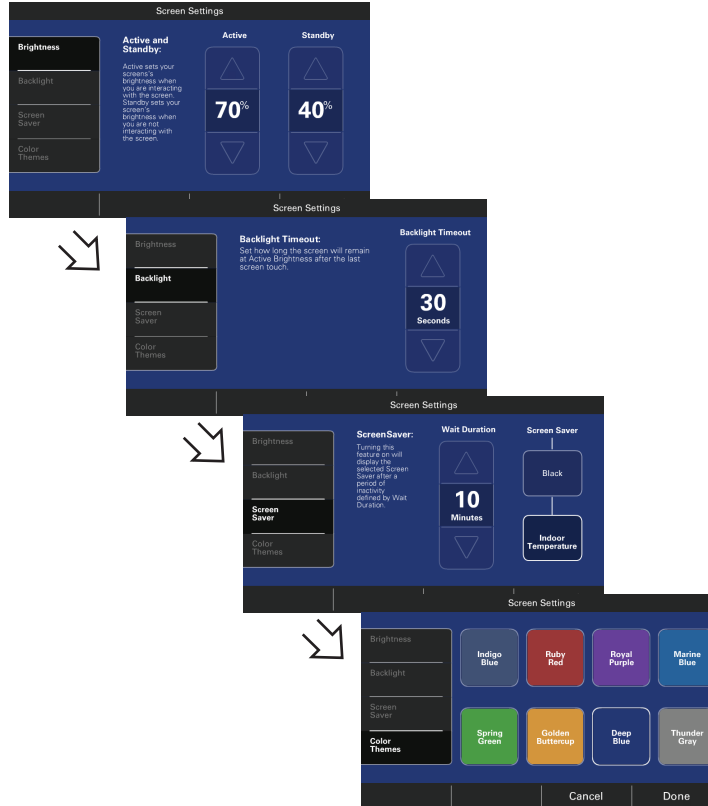 Screen Settings
Brightness
Backlight
Screen
Saver
Color
Themes
Active and
Standby:
Active sets your
screens's
brightness when
you are interacting
with the screen.
Standby sets your
screen's
brightness when
you are not
interacting with
the screen.
Active
70%
Standby
40%
Screen Settings
Brightness
Backlight
Screen
Saver
Color
Themes
Backlight Timeout:
Set how long the screen will remain
at Active Brightness after the last
screen touch.
Backlight Timeout
30
Seconds
Screen Settings
Brightness
Backlight
Screen
Saver
Color
Themes
ScreenSaver:
Turning this
feature on will
display the
selected Screen
Saver after a
period of
inactivity
defined by Wait
Duration.
Wait Duration
10
Minutes
Screen Saver
Black
Indoor
Temperature
Screen Settings
Brightness
Backlight
Screen
Saver
Color
Themes
Indigo
Blue
Ruby
Red
Royal
Purple
Marine
Blue
Spring
Green
Golden
Buttercup
Deep
Blue
Thunder
Gray
Cancel
Done